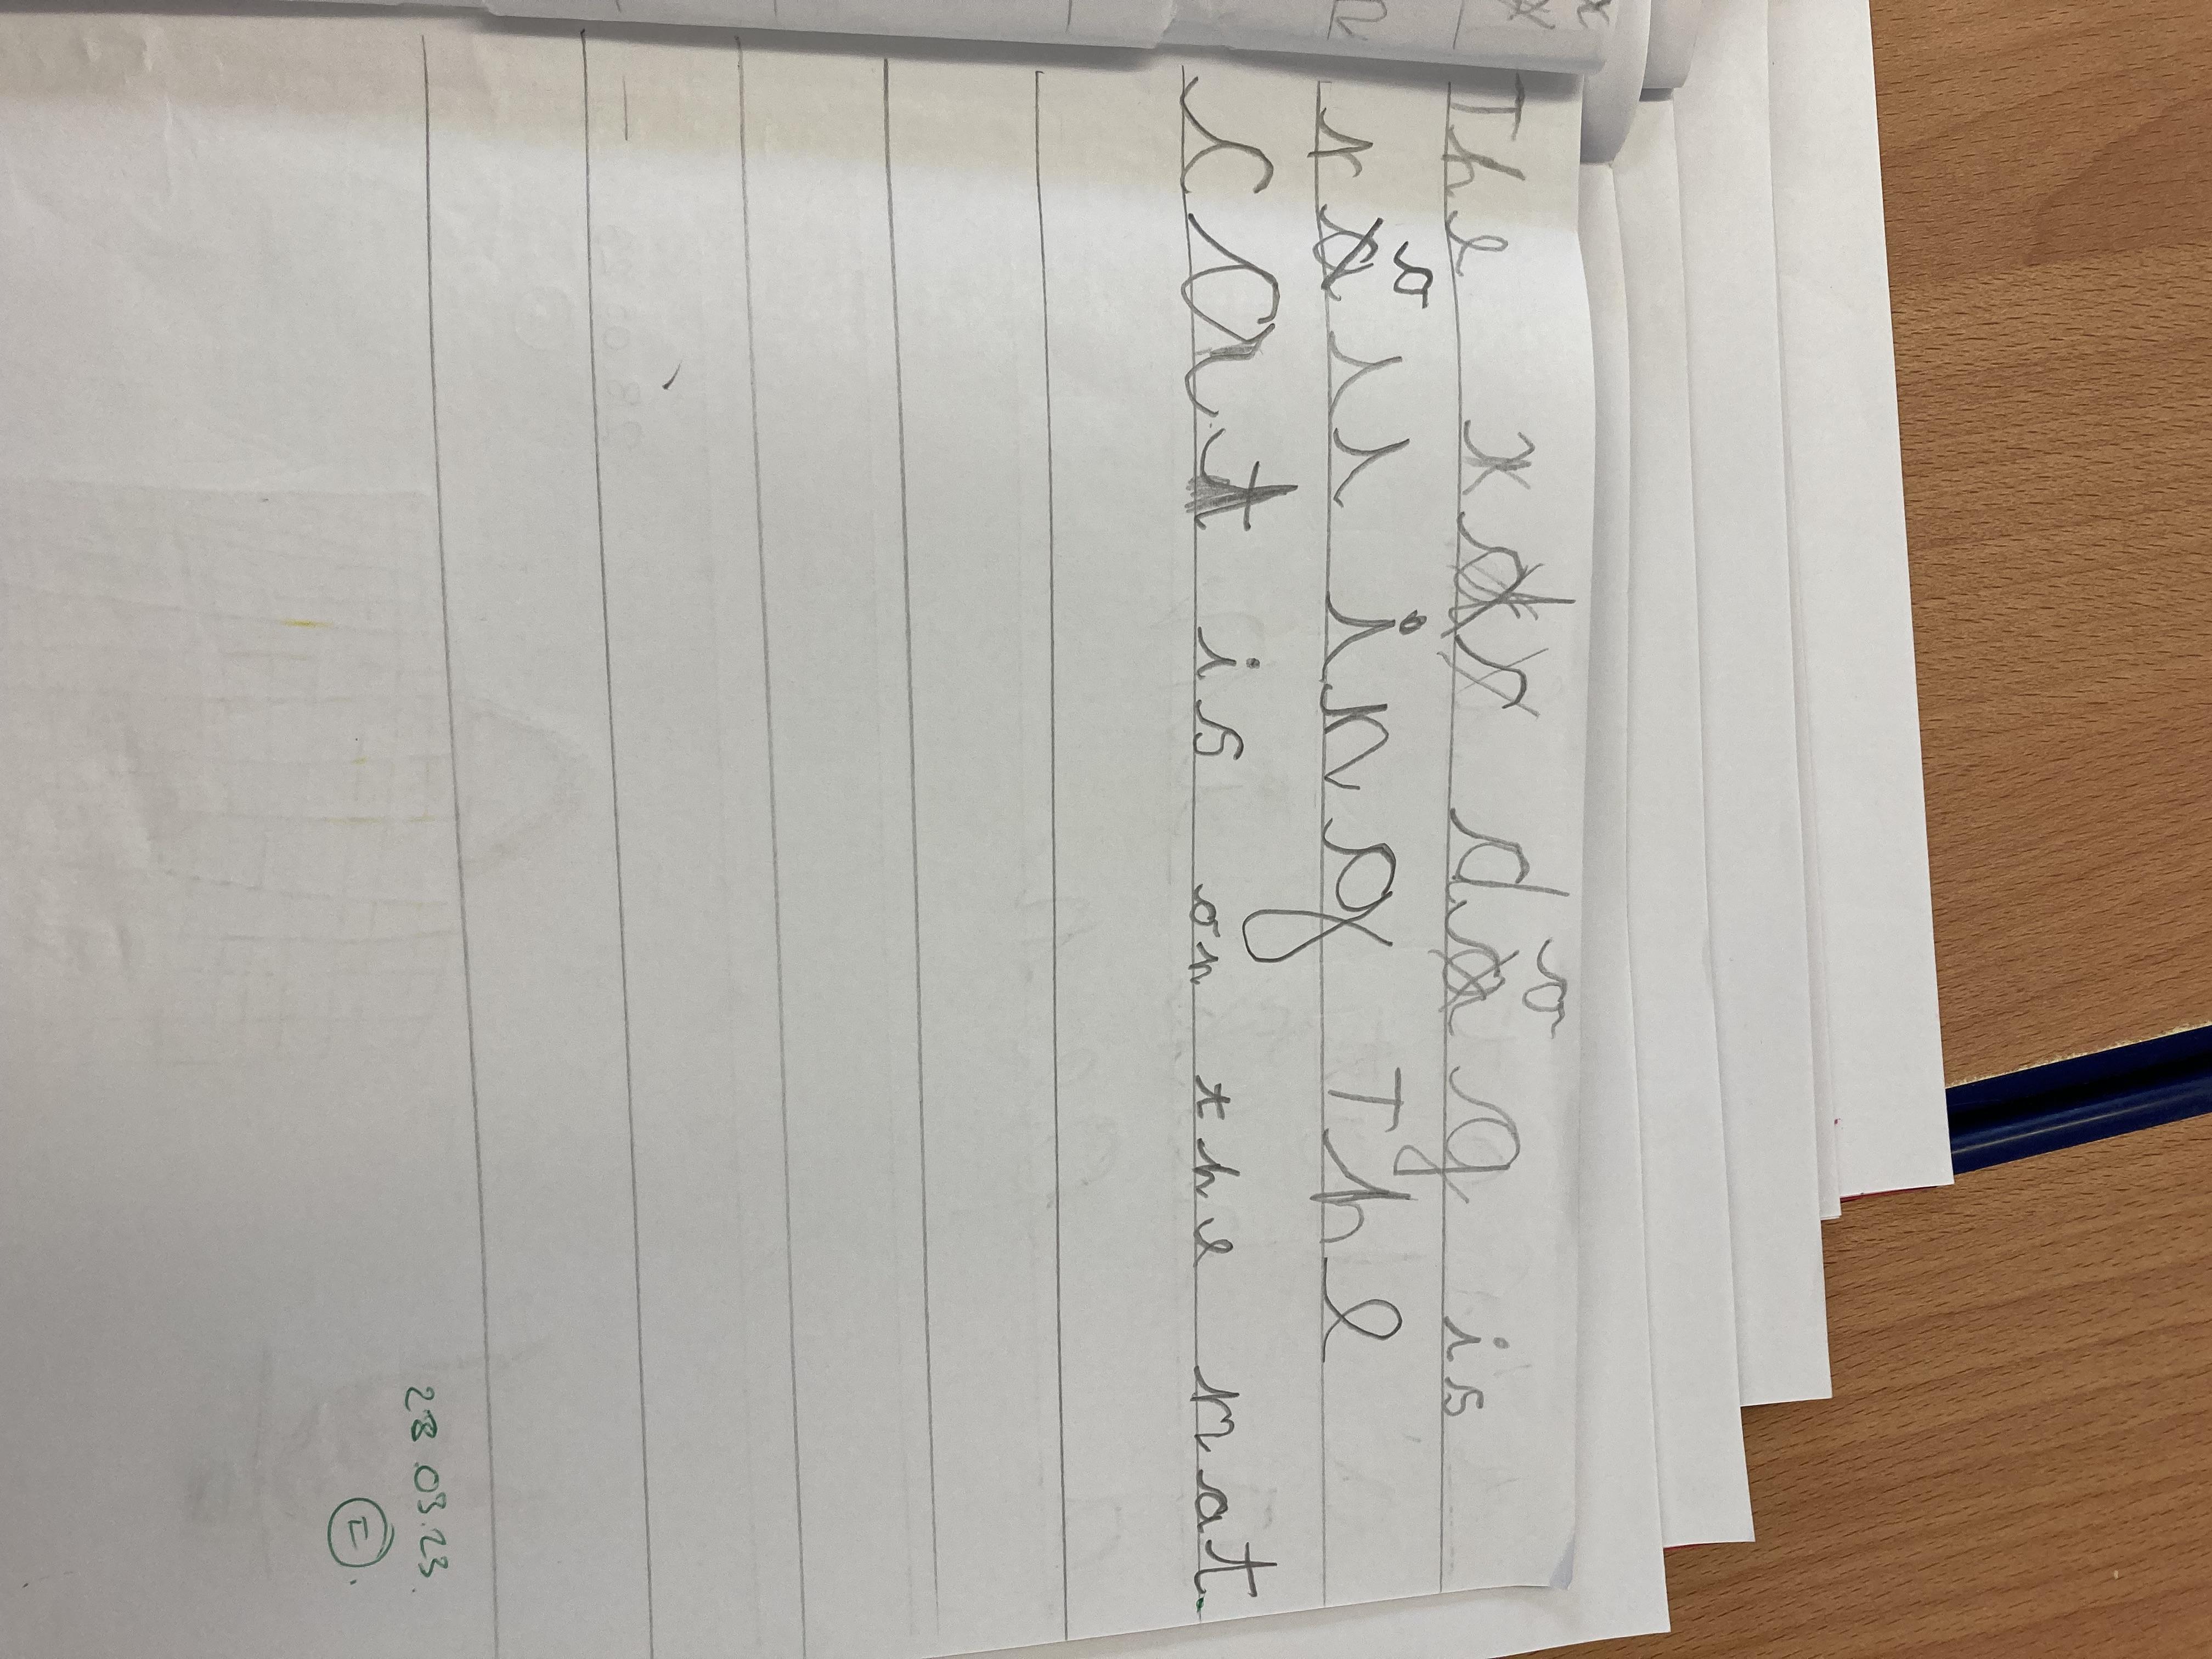 The dog is
running The
cat is on the mat.
28.03.23.
I